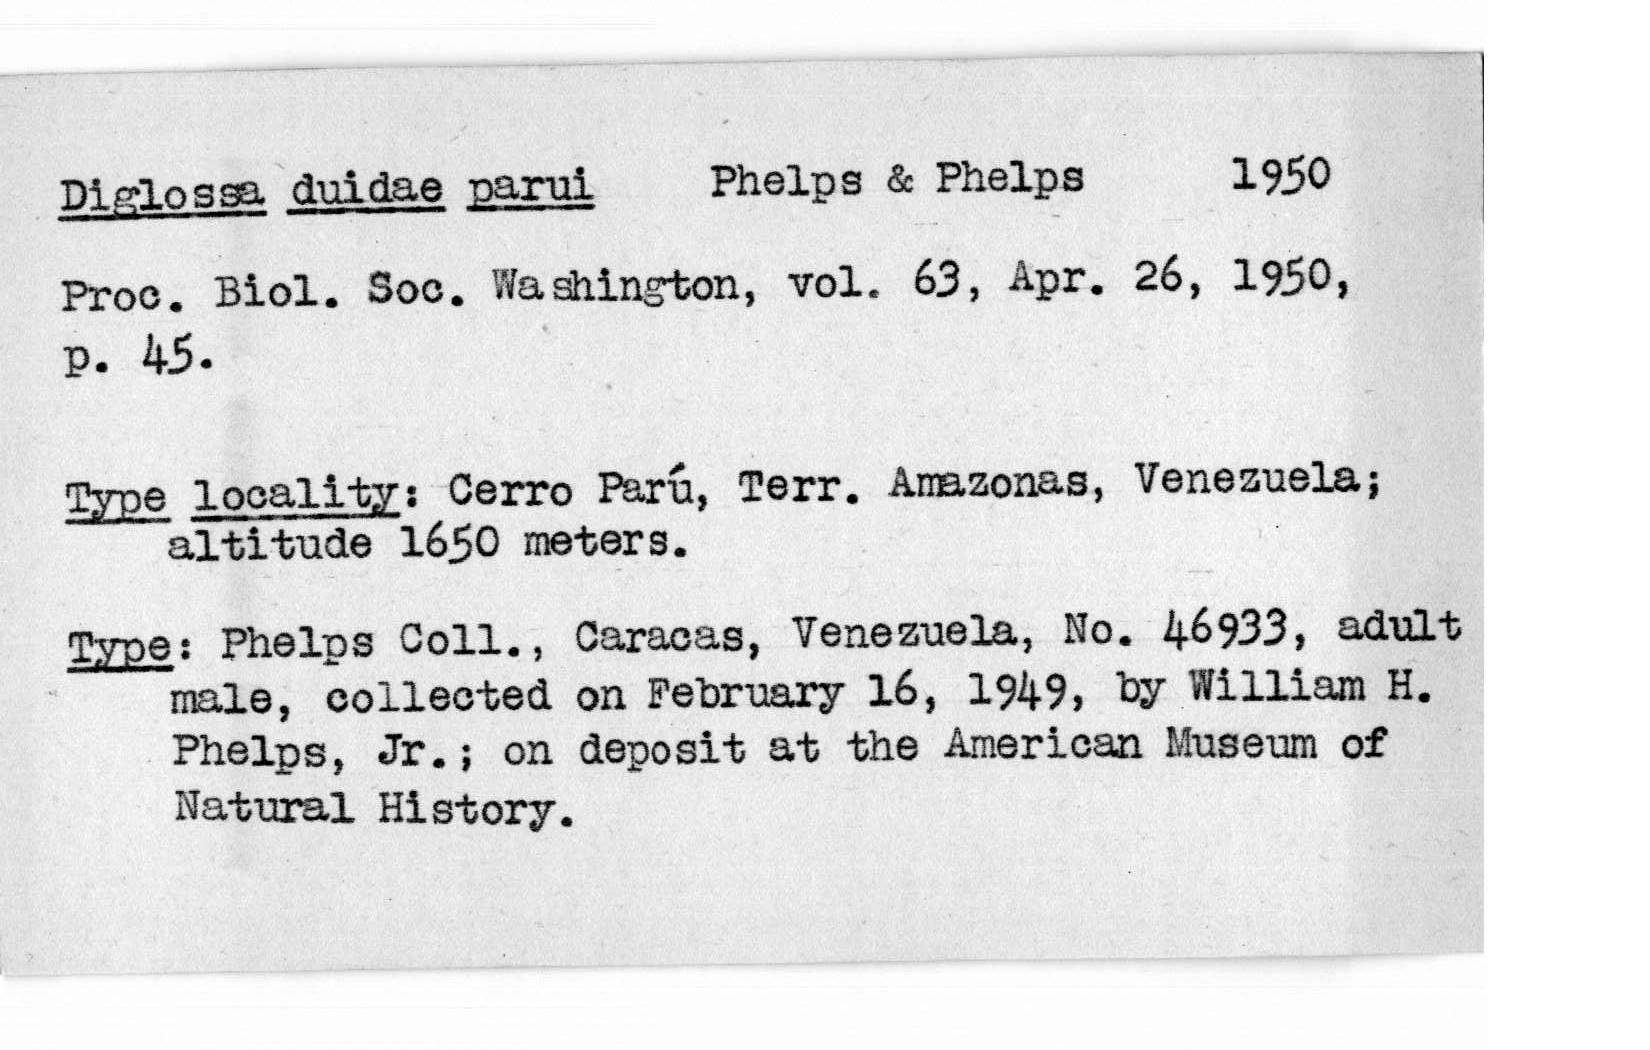 Diglossa duidae parui Phelps & Phelps 1950
Proc. Biol. Soc. Washington, vol. 63, Apr. 26, 1950,
p. 45.
Type locality: Cerro Parú, Terr. Amazonas, Venezuela;
altitude 1650 meters.
Type: Phelps Coll., Caracas, Venezuela, No. 46933, adult
male, collected on February 16, 1949, by William H.
Phelps, Jr.; on deposit at the American Museum of
Natural History.